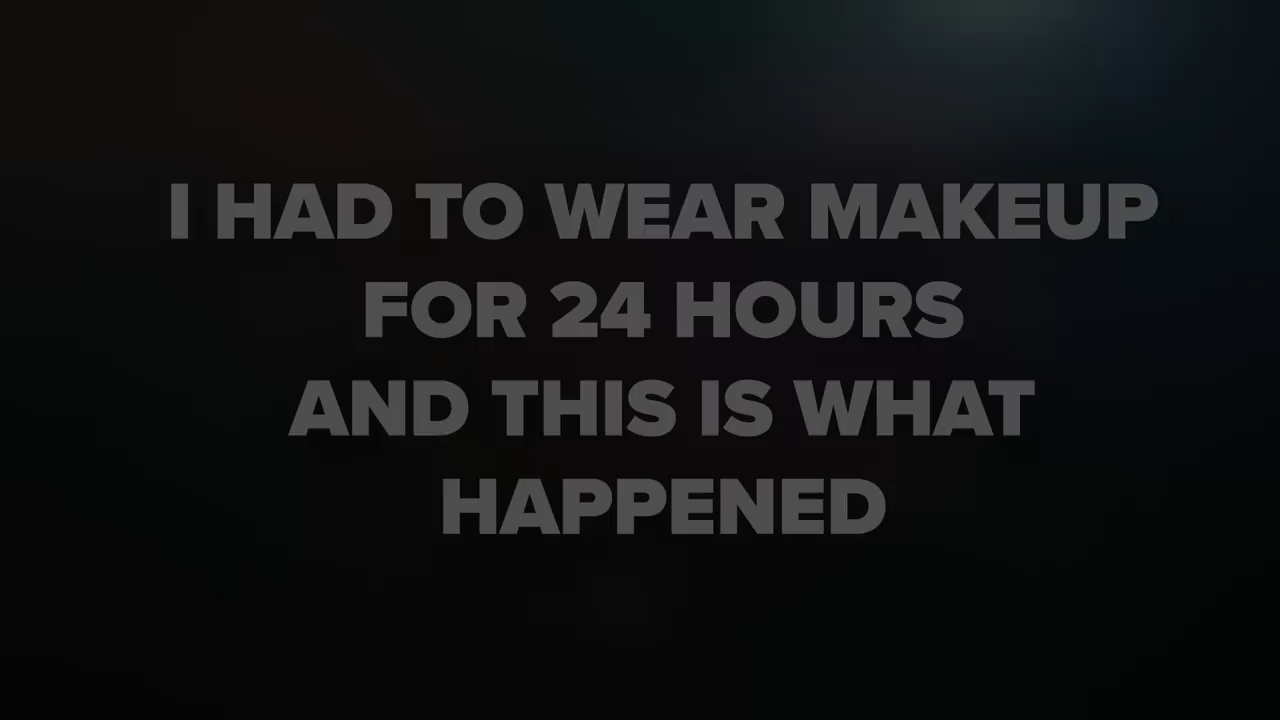 I HAD TO WEAR MAKEUP
FOR 24 HOURS
AND THIS IS WHAT
HAPPENED